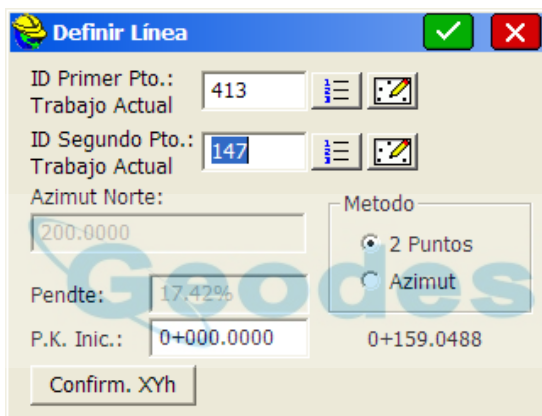 Definir Línea
ID Primer Pto.: 413
Trabajo Actual
ID Segundo Pto.: 147
Trabajo Actual
Azimut Norte:
200.0000
Metodo
2 Puntos
Azimut
Pendte: 17.42%
P.K. Inic.: 0+000.0000
0+159.0488
Confirm. XYh
Geodes